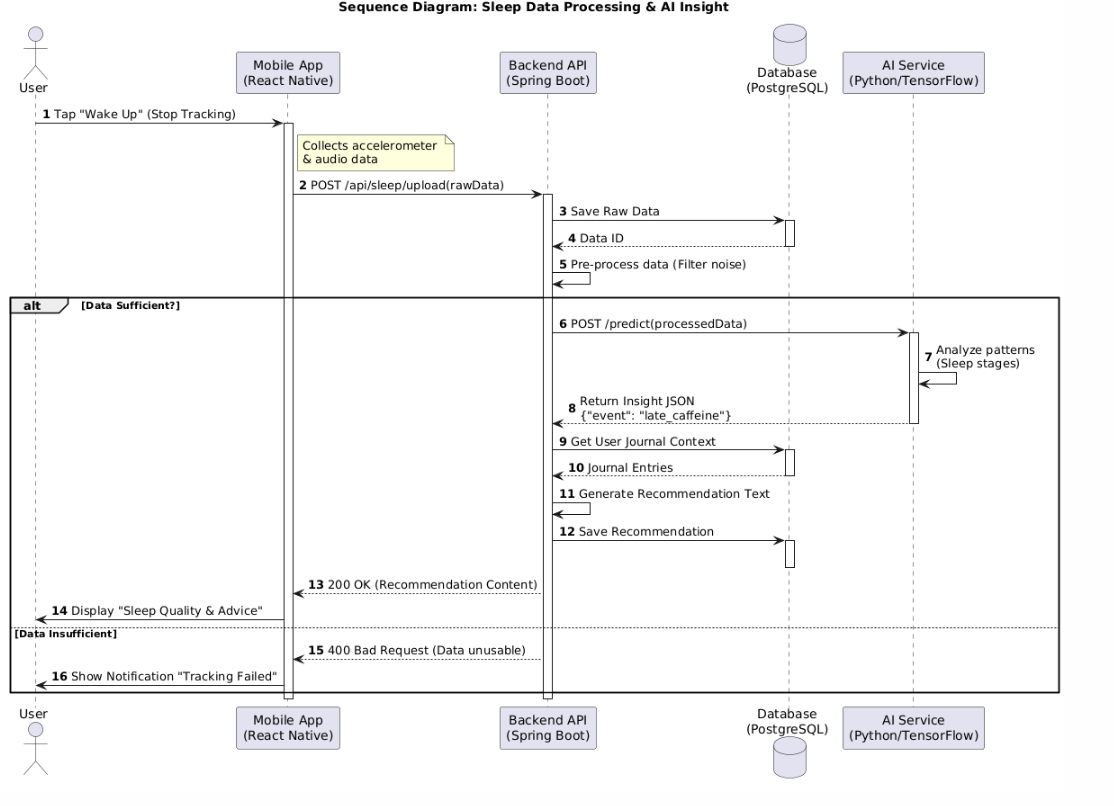 Sequence Diagram: Sleep Data Processing & AI Insight
User
Mobile App
(React Native)
Backend API
(Spring Boot)
Database
(PostgreSQL)
AI Service
(Python/TensorFlow)
1 Tap "Wake Up" (Stop Tracking)
Collects accelerometer
& audio data
2 POST /api/sleep/upload(rawData)
3 Save Raw Data
4 Data ID
5 Pre-process data (Filter noise)
alt [Data Sufficient?]
6 POST /predict(processedData)
7 Analyze patterns
(Sleep stages)
8 Return Insight JSON
{"event": "late_caffeine"}
9 Get User Journal Context
10 Journal Entries
11 Generate Recommendation Text
12 Save Recommendation
13 200 OK (Recommendation Content)
14 Display "Sleep Quality & Advice"
[Data Insufficient]
15 400 Bad Request (Data unusable)
16 Show Notification "Tracking Failed"
User
Mobile App
(React Native)
Backend API
(Spring Boot)
Database
(PostgreSQL)
AI Service
(Python/TensorFlow)